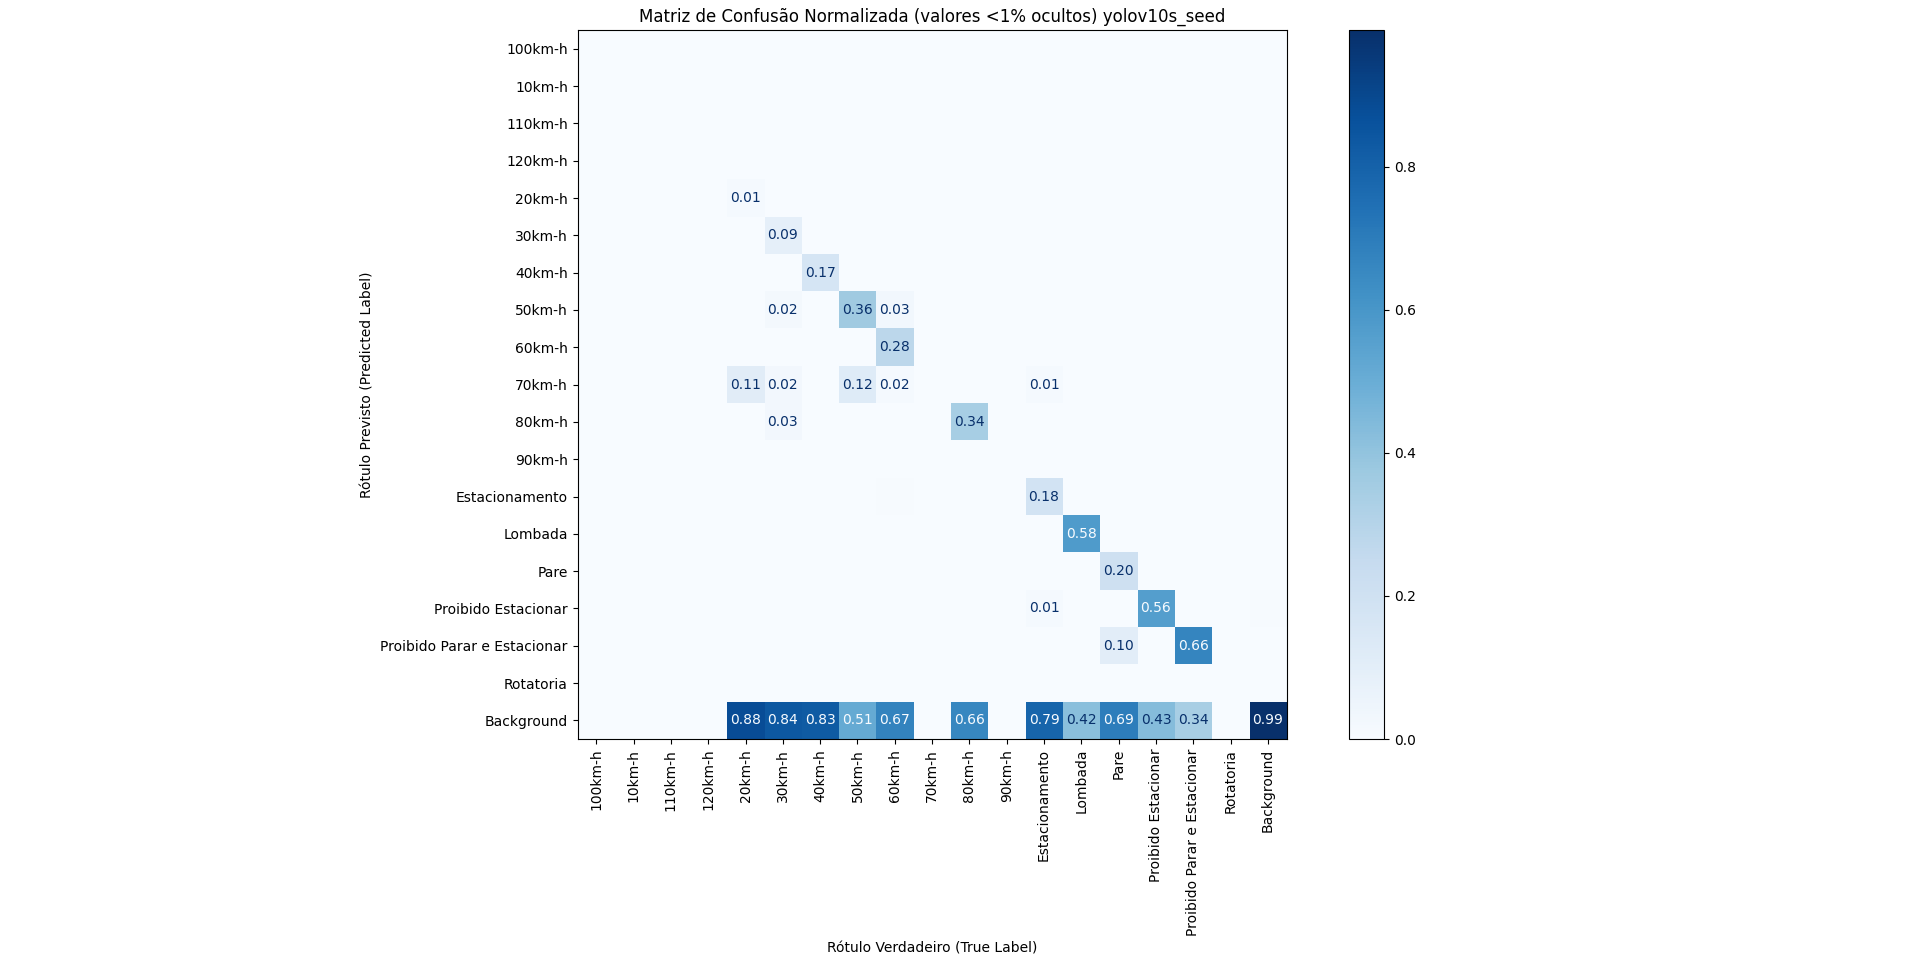 Matriz de Confusão Normalizada (valores <1% ocultos) yolov10s_seed
Rótulo Previsto (Predicted Label)
100km-h
10km-h
110km-h
120km-h
20km-h 0.01
30km-h 0.09
40km-h 0.17
50km-h 0.02 0.36 0.03
60km-h 0.28
70km-h 0.11 0.02 0.12 0.02 0.01
80km-h 0.03 0.34
90km-h
Estacionamento 0.18
Lombada 0.58
Pare 0.20
Proibido Estacionar 0.01 0.56
Proibido Parar e Estacionar 0.10 0.66
Rotatoria
Background 0.88 0.84 0.83 0.51 0.67 0.66 0.79 0.42 0.69 0.43 0.34 0.99
100km-h
10km-h
110km-h
120km-h
20km-h
30km-h
40km-h
50km-h
60km-h
70km-h
80km-h
90km-h
Estacionamento
Lombada
Pare
Proibido Estacionar
Proibido Parar e Estacionar
Rotatoria
Background
Rótulo Verdadeiro (True Label)
0.8
0.6
0.4
0.2
0.0